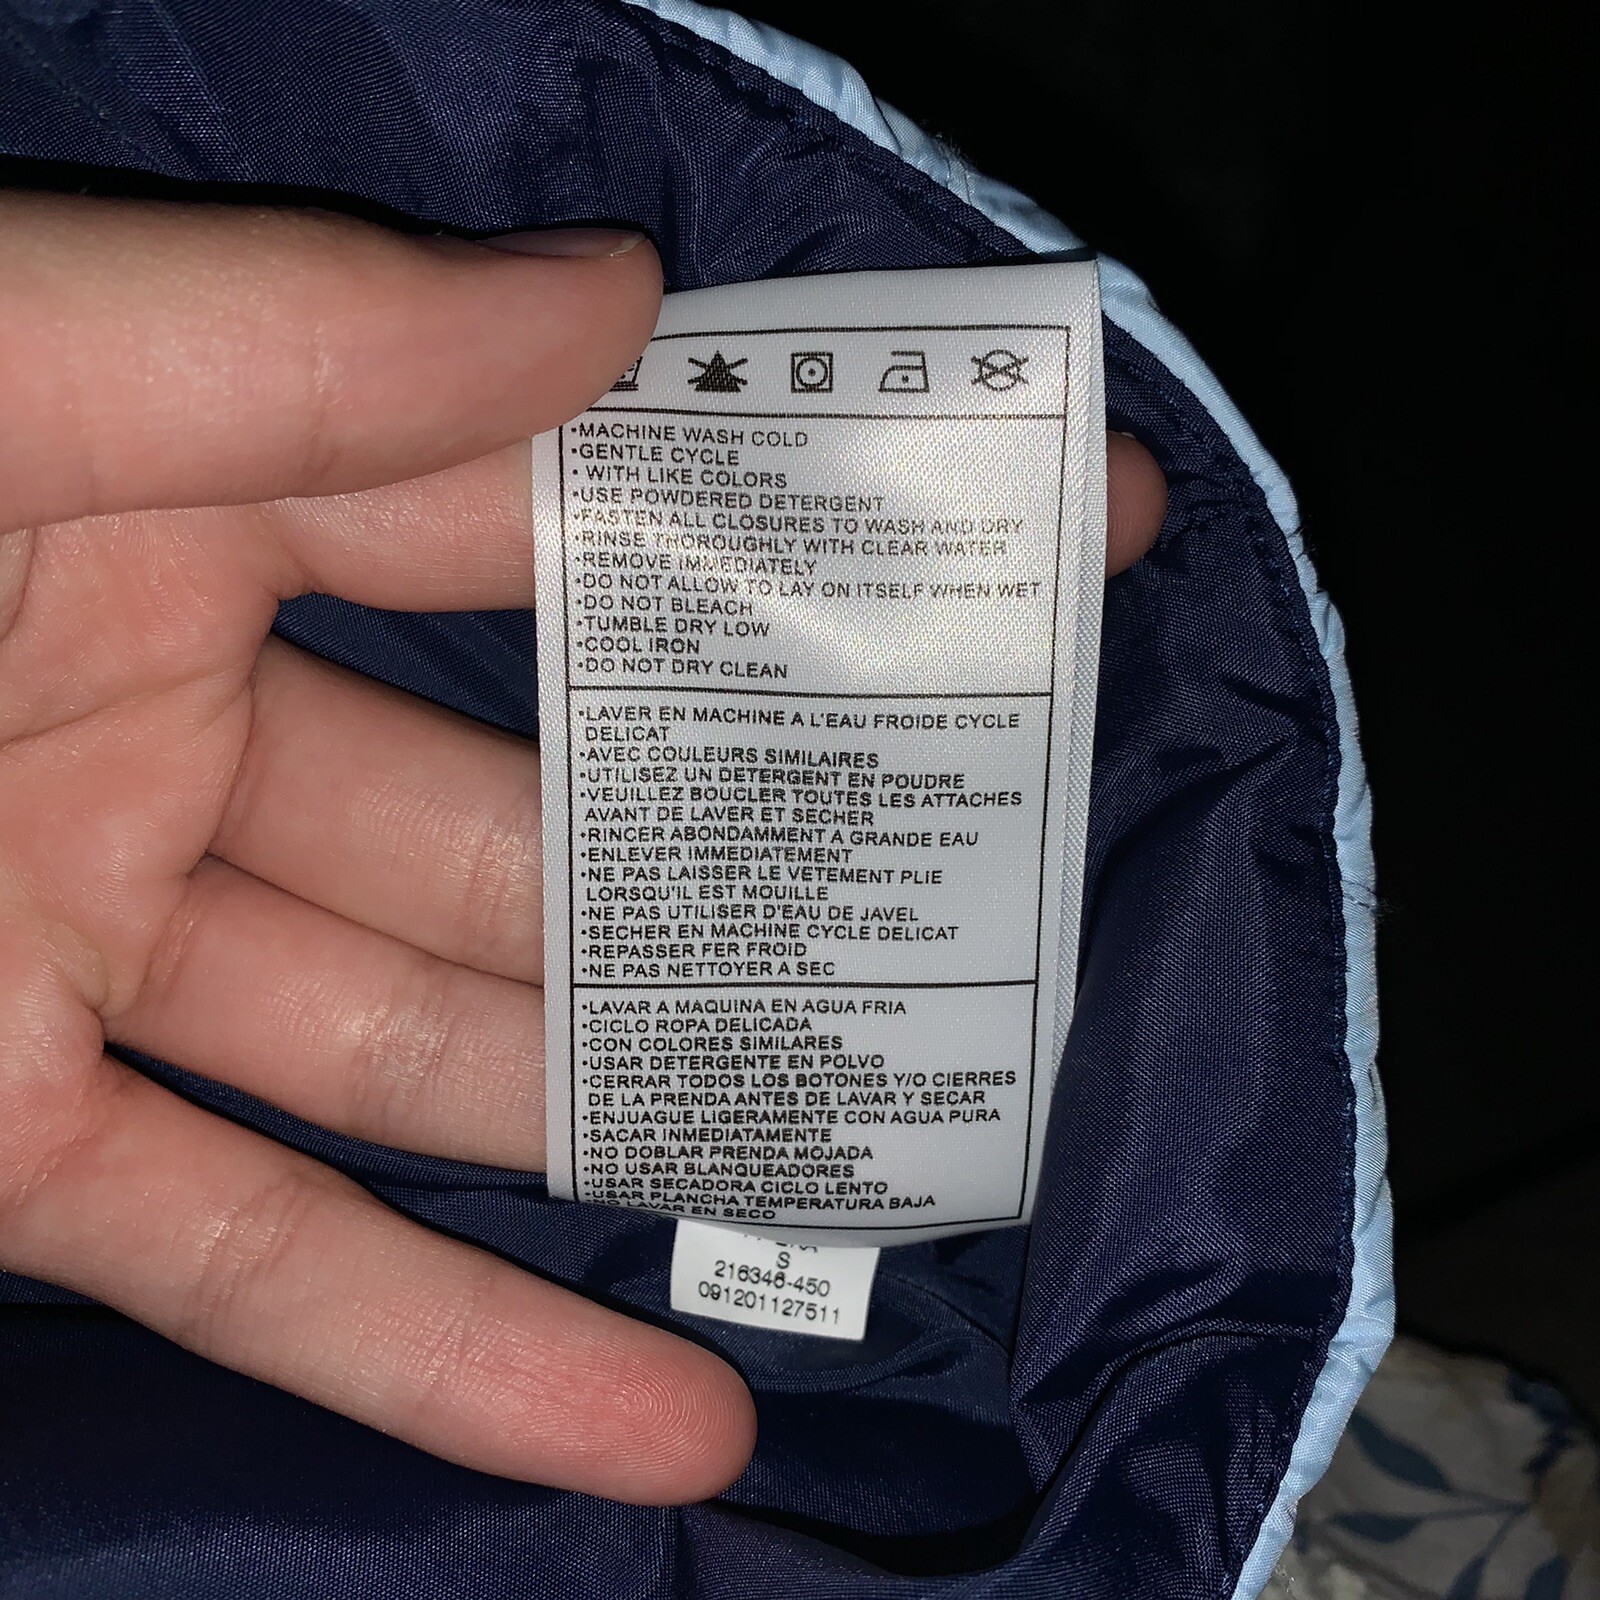 •MACHINE WASH COLD
•GENTLE CYCLE
• WITH LIKE COLORS
•USE POWDERED DETERGENT
•FASTEN ALL CLOSURES TO WASH AND DRY
•RINSE THOROUGHLY WITH CLEAR WATER
•REMOVE IMMEDIATELY
•DO NOT ALLOW TO LAY ON ITSELF WHEN WET
•DO NOT BLEACH
•TUMBLE DRY LOW
•COOL IRON
•DO NOT DRY CLEAN
•LAVER EN MACHINE A L'EAU FROIDE CYCLE
DELICAT
•AVEC COULEURS SIMILAIRES
•UTILISEZ UN DETERGENT EN POUDRE
•VEUILLEZ BOUCLER TOUTES LES ATTACHES
AVANT DE LAVER ET SECHER
•RINCER ABONDAMMENT A GRANDE EAU
•ENLEVER IMMEDIATEMENT
•NE PAS LAISSER LE VETEMENT PLIE
LORSQU'IL EST MOUILLE
•NE PAS UTILISER D'EAU DE JAVEL
•SECHER EN MACHINE CYCLE DELICAT
•REPASSER FER FROID
•NE PAS NETTOYER A SEC
•LAVAR A MAQUINA EN AGUA FRIA
•CICLO ROPA DELICADA
•CON COLORES SIMILARES
•USAR DETERGENTE EN POLVO
•CERRAR TODOS LOS BOTONES Y/O CIERRES
DE LA PRENDA ANTES DE LAVAR Y SECAR
•ENJUAGUE LIGERAMENTE CON AGUA PURA
•SACAR INMEDIATAMENTE
•NO DOBLAR PRENDA MOJADA
•NO USAR BLANQUEADORES
•USAR SECADORA CICLO LENTO
•USAR PLANCHA TEMPERATURA BAJA
NO LAVAR EN SECO
S
216346-450
091201127511